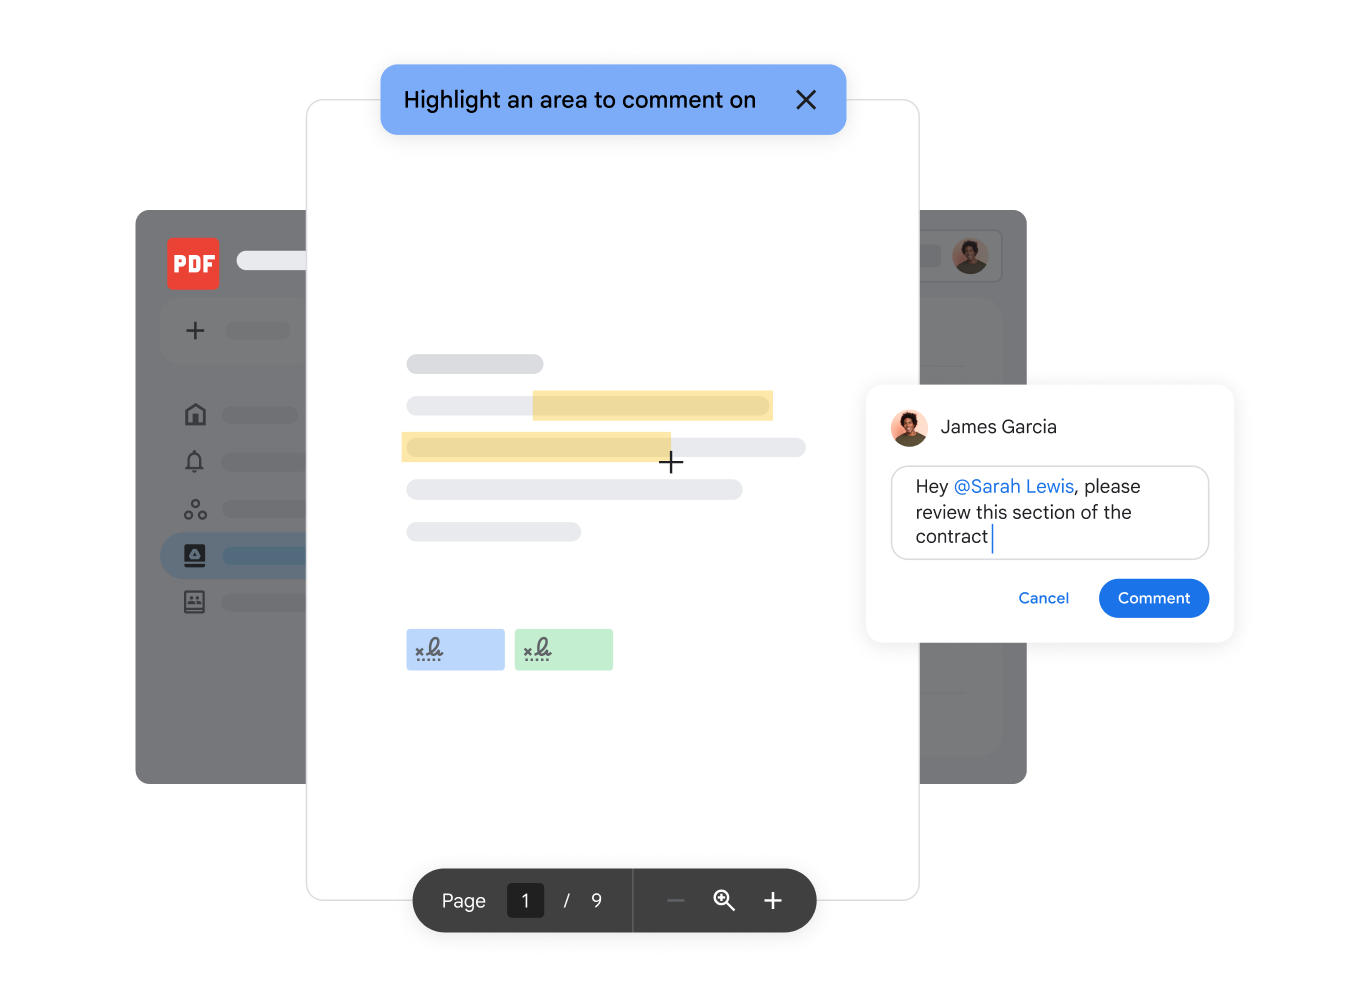 Highlight an area to comment on
PDF
James Garcia
Hey @Sarah Lewis, please
review this section of the
contract
Cancel
Comment
Page 1 / 9